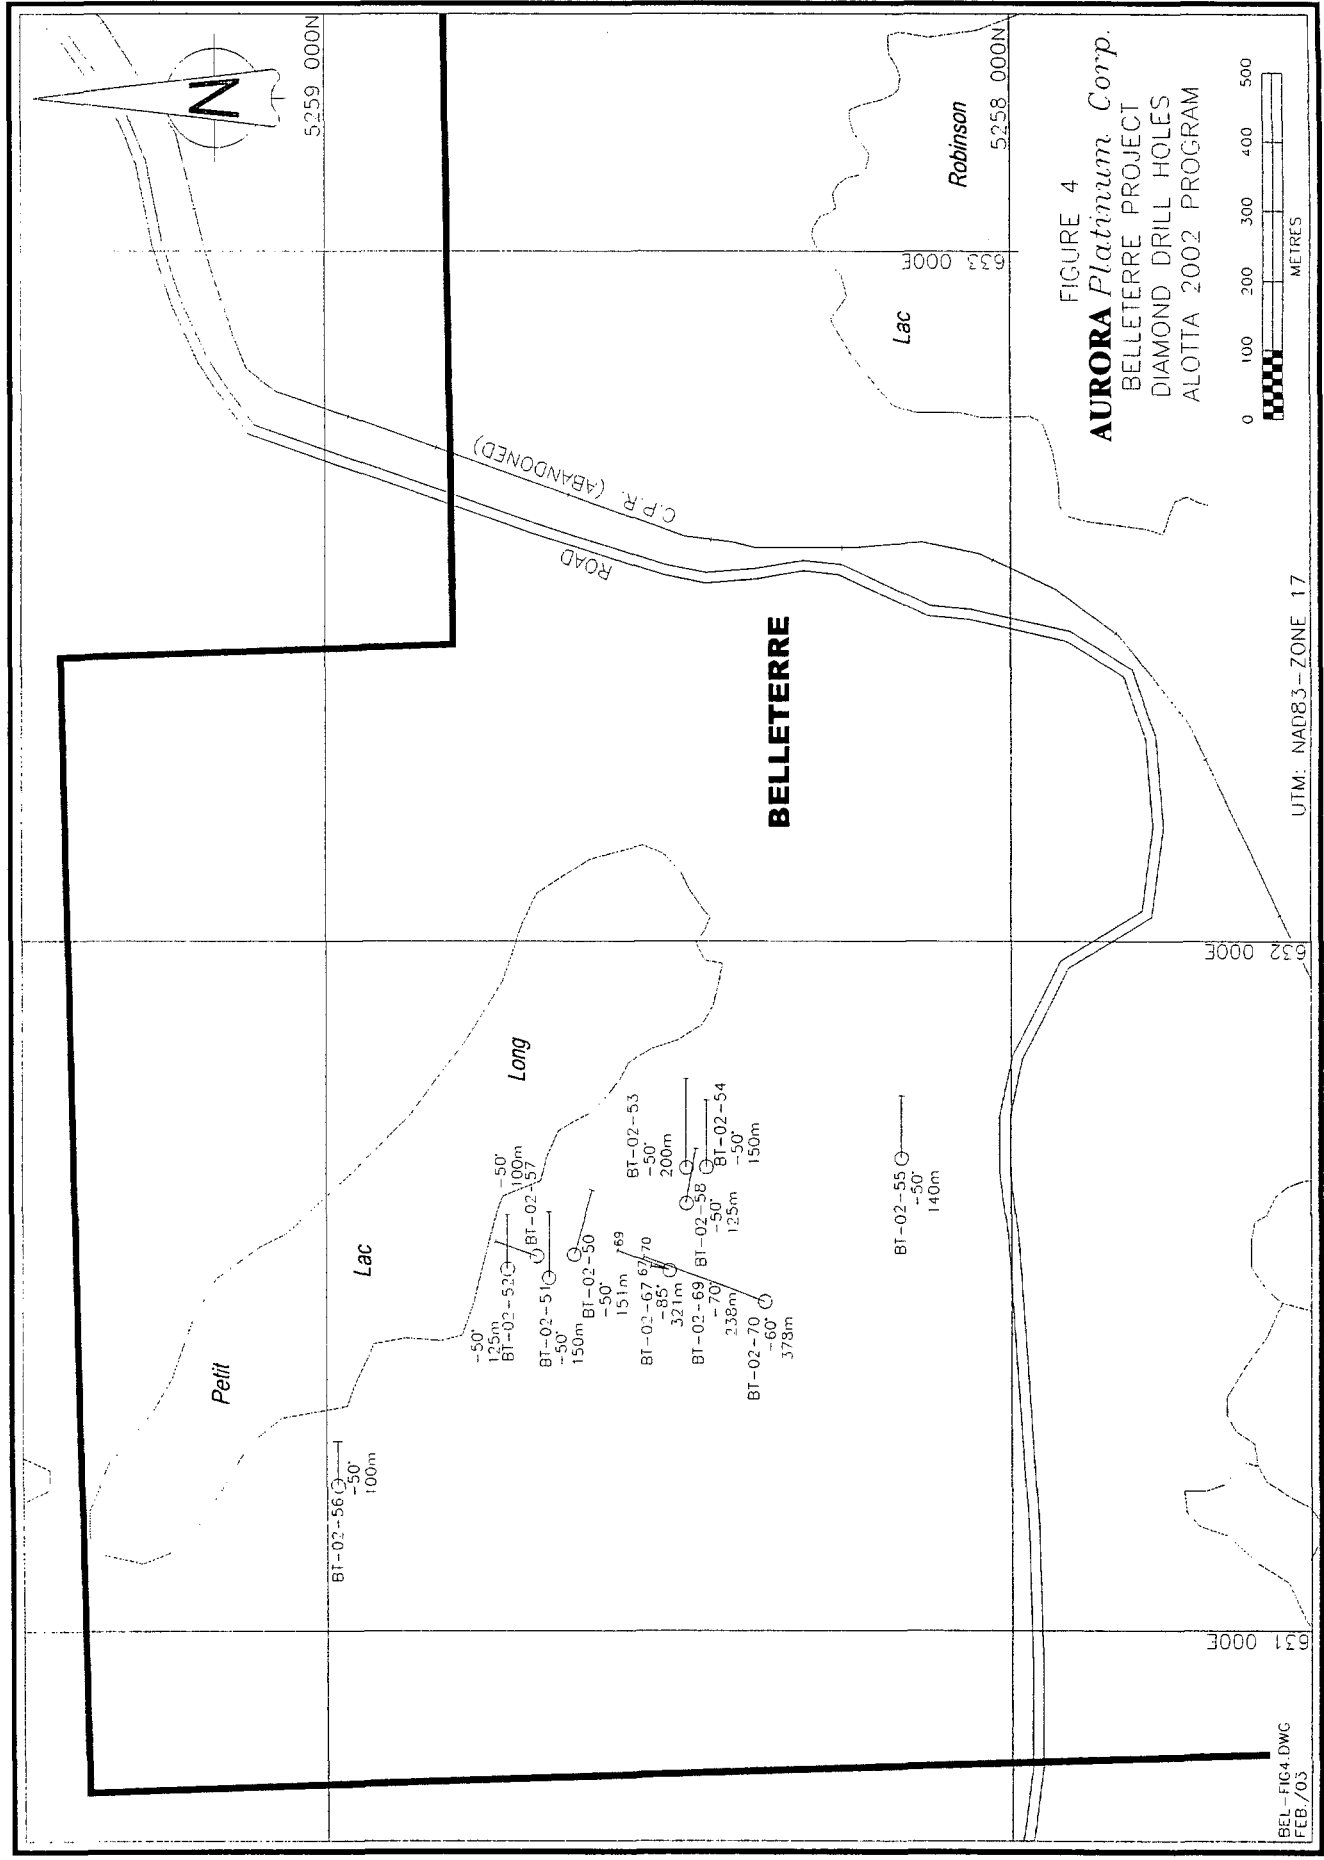 N
5259 000N
5258 000N
633 000E
632 000E
631 000E
Petit
Lac
Long
Lac
Robinson
C.P.R. (ABANDONED)
ROAD
BELLETERRE
BT-02-56
-50°
100m
-50°
125m
BT-02-52
-50°
100m
BT-02-57
BT-02-51
-50°
150m
BT-02-50
-50°
151m
BT-02-53
-50°
200m
BT-02-54
-50°
150m
BT-02-58
-50°
125m
69
67
70
BT-02-67
-85°
321m
BT-02-69
-70°
238m
BT-02-70
-60°
378m
BT-02-55
-50°
140m
FIGURE 4
AURORA Platinum Corp.
BELLETERRE PROJECT
DIAMOND DRILL HOLES
ALOTTA 2002 PROGRAM
0 100 200 300 400 500
METRES
UTM: NAD83-ZONE 17
BEL-FIG4.DWG
FEB./03